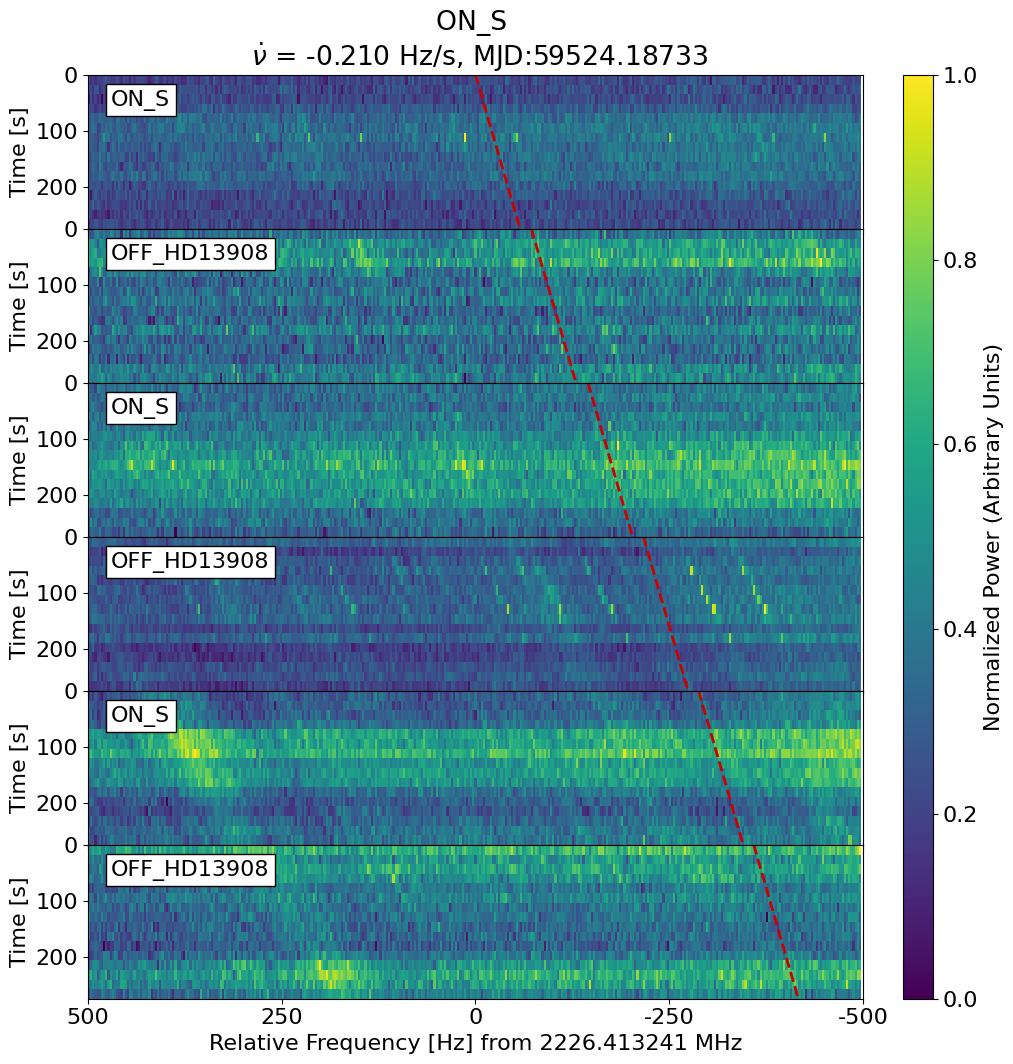 ON_S
ν̇ = -0.210 Hz/s, MJD:59524.18733
0
100
200
Time [s]
ON_S
0
100
200
Time [s]
OFF_HD13908
0
100
200
Time [s]
ON_S
0
100
200
Time [s]
OFF_HD13908
0
100
200
Time [s]
ON_S
0
100
200
Time [s]
OFF_HD13908
500 250 0 -250 -500
Relative Frequency [Hz] from 2226.413241 MHz
1.0
0.8
0.6
0.4
0.2
0.0
Normalized Power (Arbitrary Units)